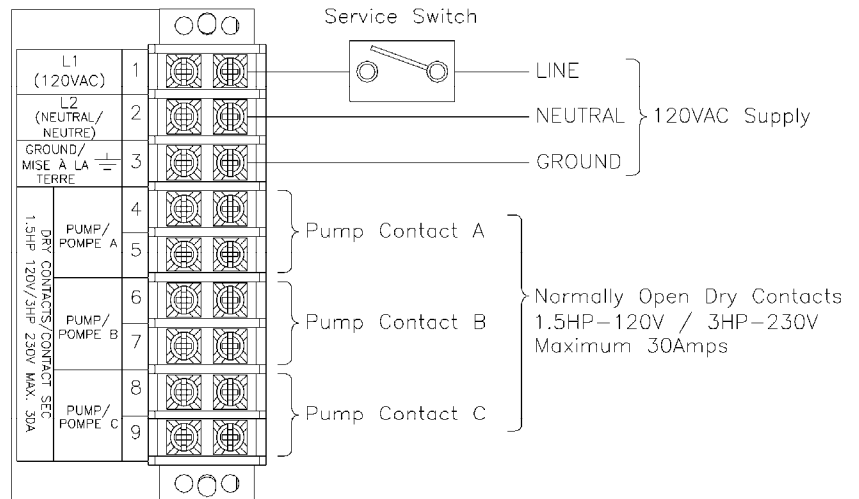 Service Switch
L1
(120VAC)
1
LINE
L2
(NEUTRAL/
NEUTRE)
2
NEUTRAL
120VAC Supply
GROUND/
MISE À LA
TERRE
3
GROUND
DRY CONTACTS/CONTACT SEC
1.5HP 120V/3HP 230V MAX. 30A
PUMP/
POMPE A
4
5
Pump Contact A
PUMP/
POMPE B
6
7
Pump Contact B
PUMP/
POMPE C
8
9
Pump Contact C
Normally Open Dry Contacts
1.5HP-120V / 3HP-230V
Maximum 30Amps